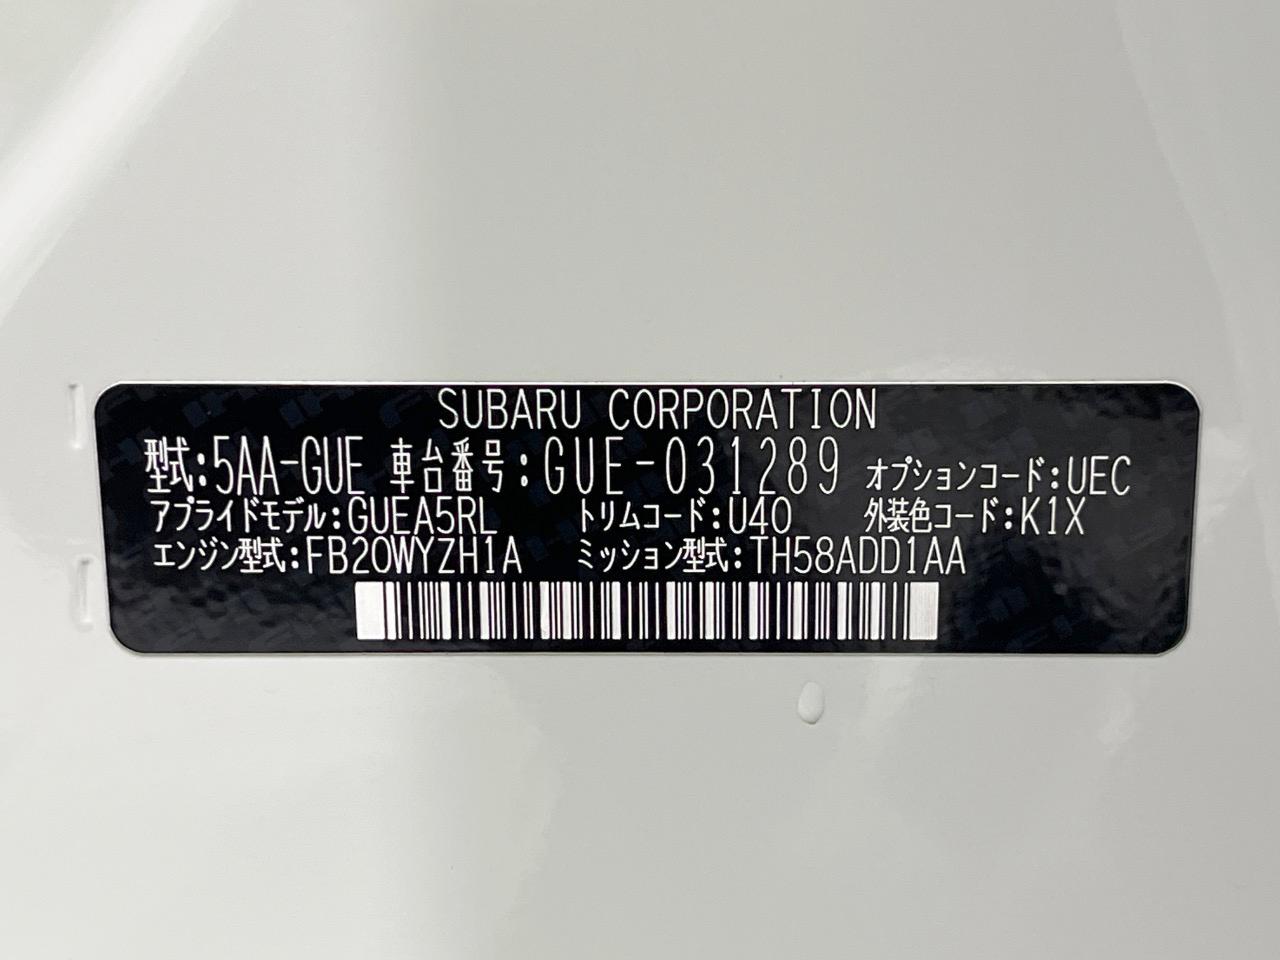 SUBARU CORPORATION
型式:5AA-GUE 車台番号:GUE-031289 オプションコード:UEC
アプライドモデル:GUEA5RL トリムコード:U40 外装色コード:K1X
エンジン型式:FB20WYZH1A ミッション型式:TH58ADD1AA